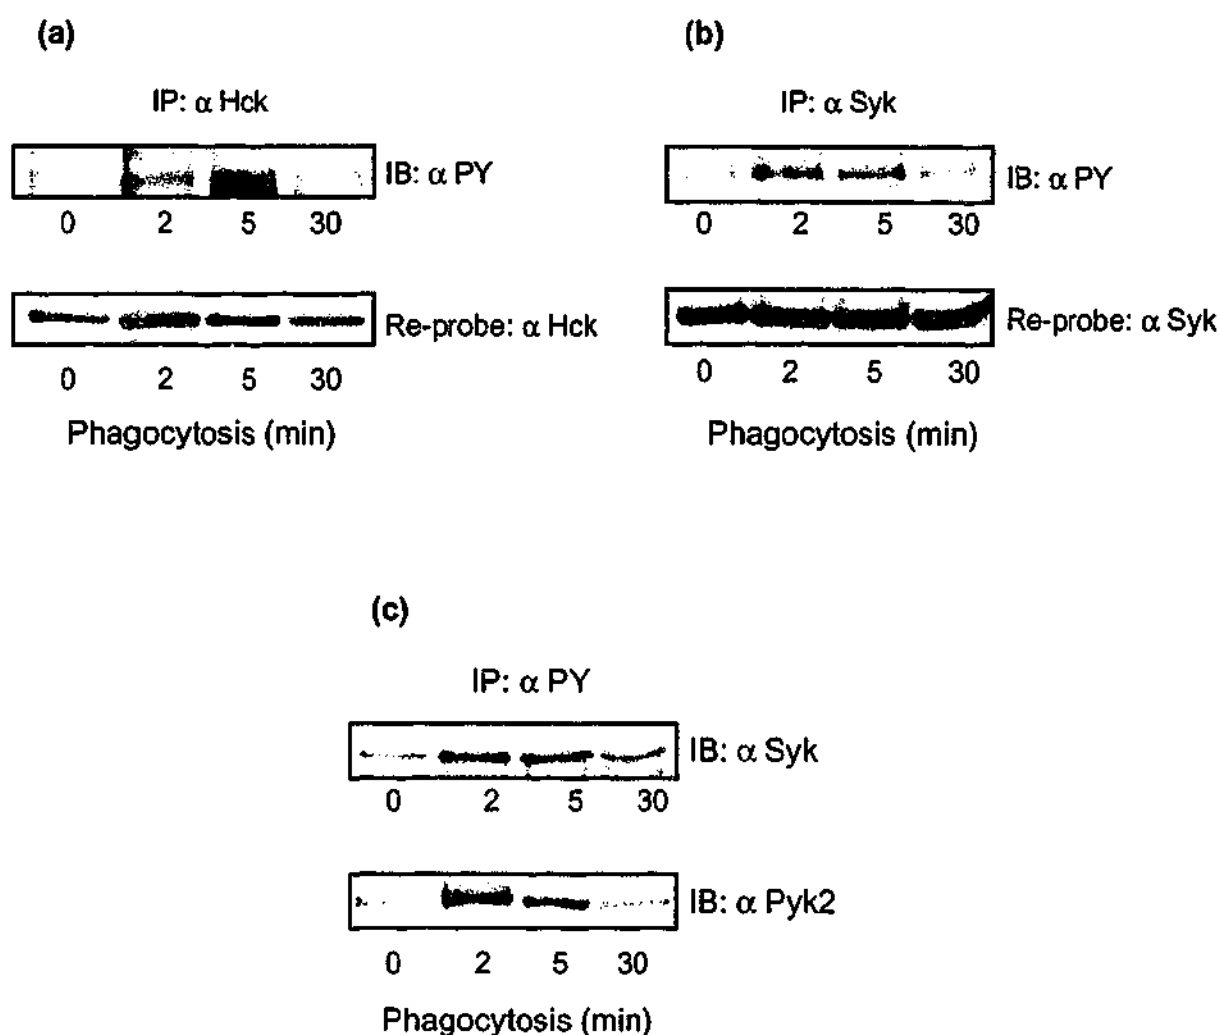 (a)
IP: α Hck
IB: α PY
0 2 5 30
Re-probe: α Hck
0 2 5 30
Phagocytosis (min)
(b)
IP: α Syk
IB: α PY
0 2 5 30
Re-probe: α Syk
0 2 5 30
Phagocytosis (min)
(c)
IP: α PY
IB: α Syk
0 2 5 30
IB: α Pyk2
0 2 5 30
Phagocytosis (min)